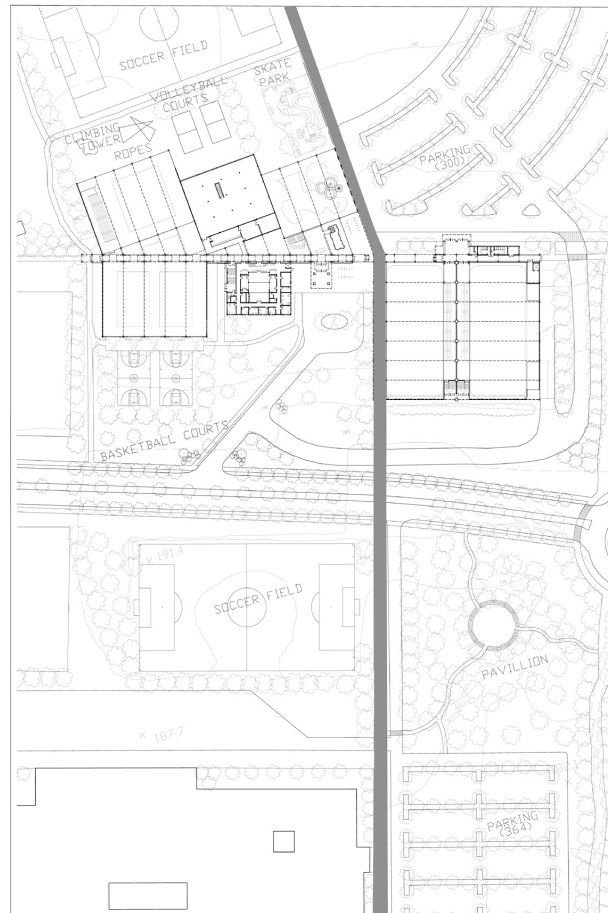 SOCCER FIELD
VOLLEYBALL
COURTS
SKATE
PARK
CLIMBING
TOWER
ROPES
PARKING
(300)
BASKETBALL COURTS
191.4
SOCCER FIELD
PAVILLION
187.7
PARKING
(364)